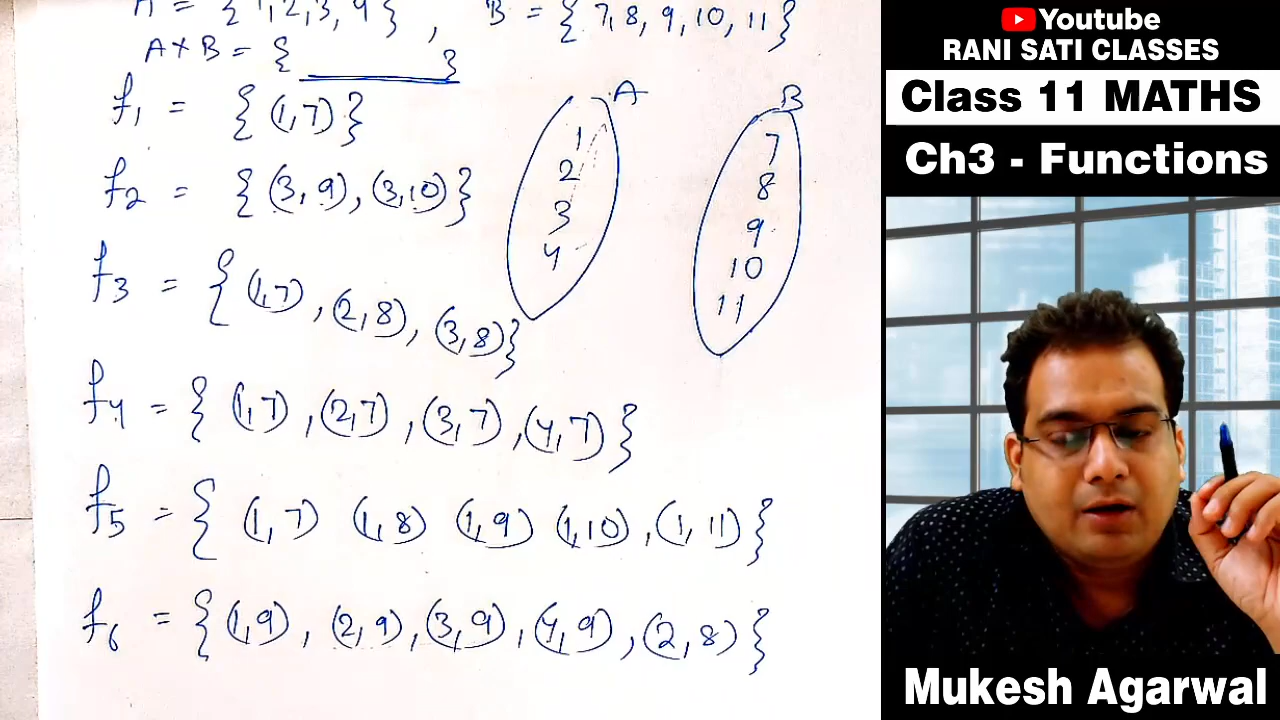 A = {1, 2, 3, 4} , B = {7, 8, 9, 10, 11}
A × B = { ________ }
f₁ = {(1, 7)}
f₂ = {(3, 9), (3, 10)}
f₃ = {(1, 7), (2, 8), (3, 8)}
f₄ = {(1, 7), (2, 7), (3, 7), (4, 7)}
f₅ = {(1, 7) (1, 8) (1, 9) (1, 10), (1, 11)}
f₆ = {(1, 9), (2, 9), (3, 9), (4, 9), (2, 8)}
A
1
2
3
4
B
7
8
9
10
11
Youtube
RANI SATI CLASSES
Class 11 MATHS
Ch3 - Functions
Mukesh Agarwal